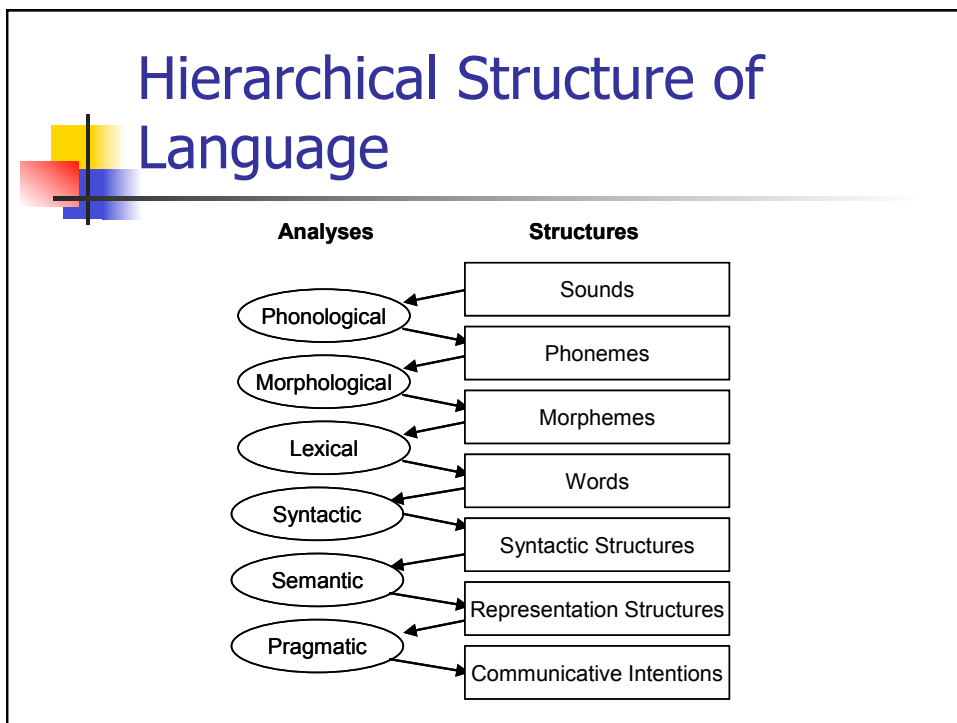 Hierarchical Structure of
Language
Analyses Structures
Sounds
Phonological
Phonemes
Morphological
Morphemes
Lexical
Words
Syntactic
Syntactic Structures
Semantic
Representation Structures
Pragmatic
Communicative Intentions